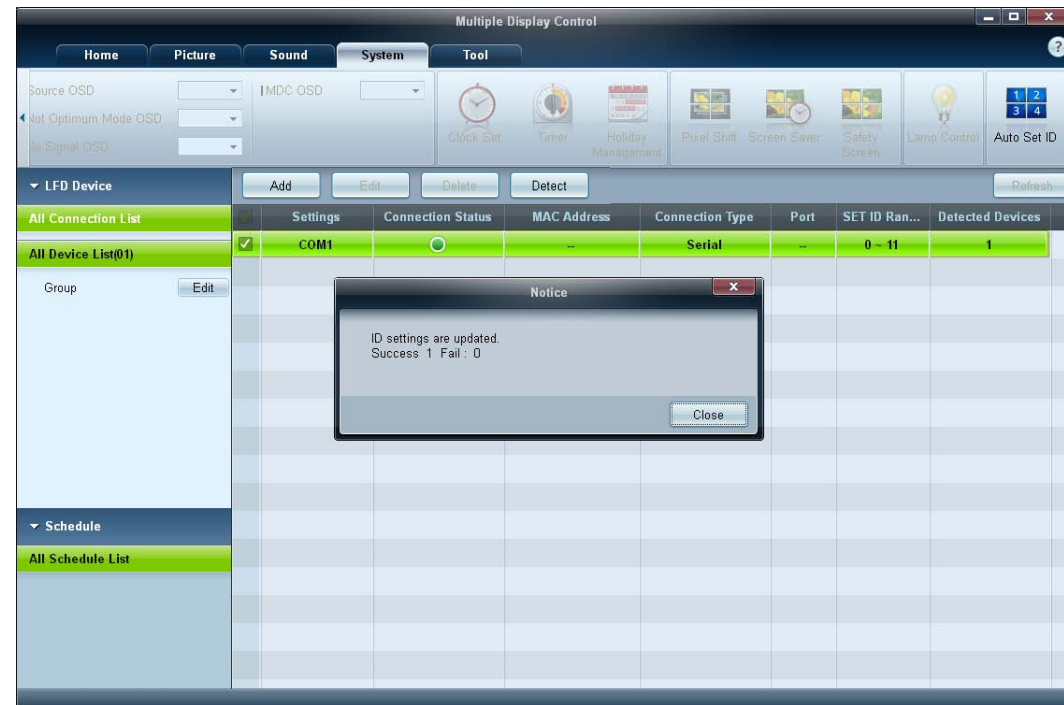 Multiple Display Control
Home Picture Sound System Tool
Source OSD
Not Optimum Mode OSD
No Signal OSD
MDC OSD
Clock Set
Timer
Holiday
Management
Pixel Shift
Screen Saver
Safety
Screen
Lamp Control
1 2
3 4
Auto Set ID
LFD Device
Add Edit Delete Detect Refresh
All Connection List
Settings Connection Status MAC Address Connection Type Port SET ID Ran... Detected Devices
All Device List(01)
COM1 -- Serial -- 0 ~ 11 1
Group Edit
Notice
ID settings are updated.
Success 1 Fail : 0
Close
Schedule
All Schedule List